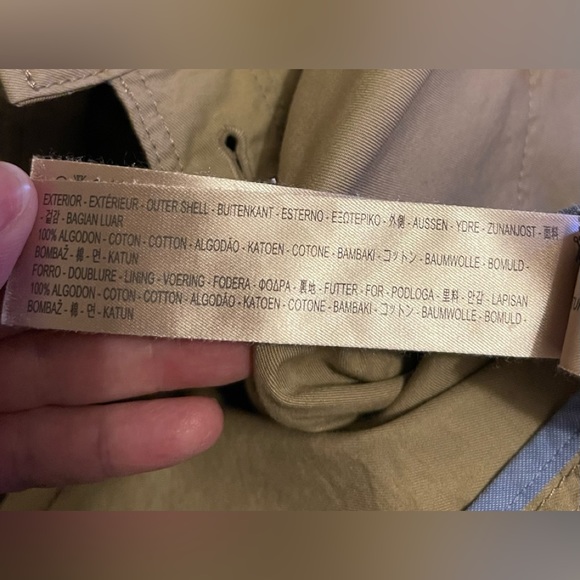 EXTERIOR - EXTÉRIEUR - OUTER SHELL - BUITENKANT - ESTERNO - ΕΞΩΤΕΡΙΚΟ - 外側 - AUSSEN - YDRE - ZUNANJOST - 面料
- 겉감 - BAGIAN LUAR
100% ALGODON - COTON - COTTON - ALGODÃO - KATOEN - COTONE - BAMBAKI - コットン - BAUMWOLLE - BOMULD -
BOMBAŽ - 棉 - 면 - KATUN
FORRO - DOUBLURE - LINING - VOERING - FODERA - ΦΟΔΡΑ - 裏地 - FUTTER - FOR - PODLOGA - 里料 - 안감 - LAPISAN
100% ALGODON - COTON - COTTON - ALGODÃO - KATOEN - COTONE - BAMBAKI - コットン - BAUMWOLLE - BOMULD -
BOMBAŽ - 棉 - 면 - KATUN